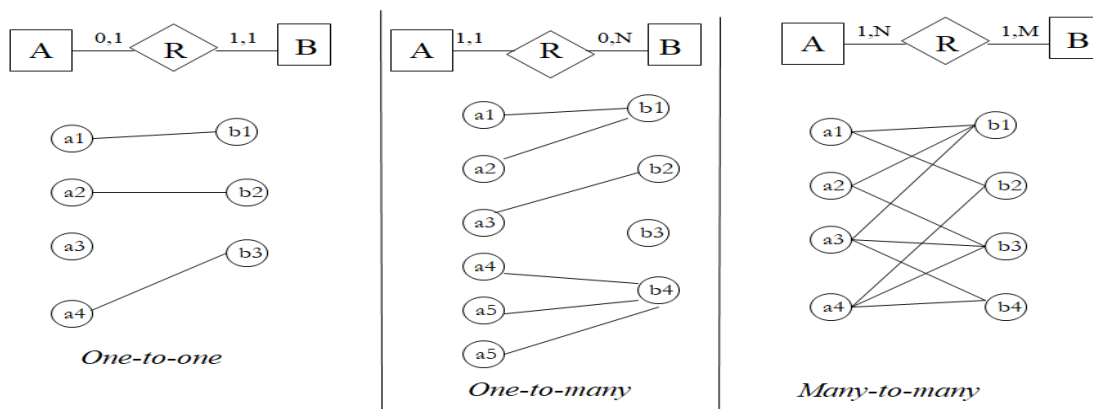 A 0,1 R 1,1 B
a1 b1
a2 b2
a3 b3
a4
One-to-one
A 1,1 R 0,N B
a1 b1
a2 b2
a3 b3
a4 b4
a5
a5
One-to-many
A 1,N R 1,M B
a1 b1
a2 b2
a3 b3
a4 b4
Many-to-many